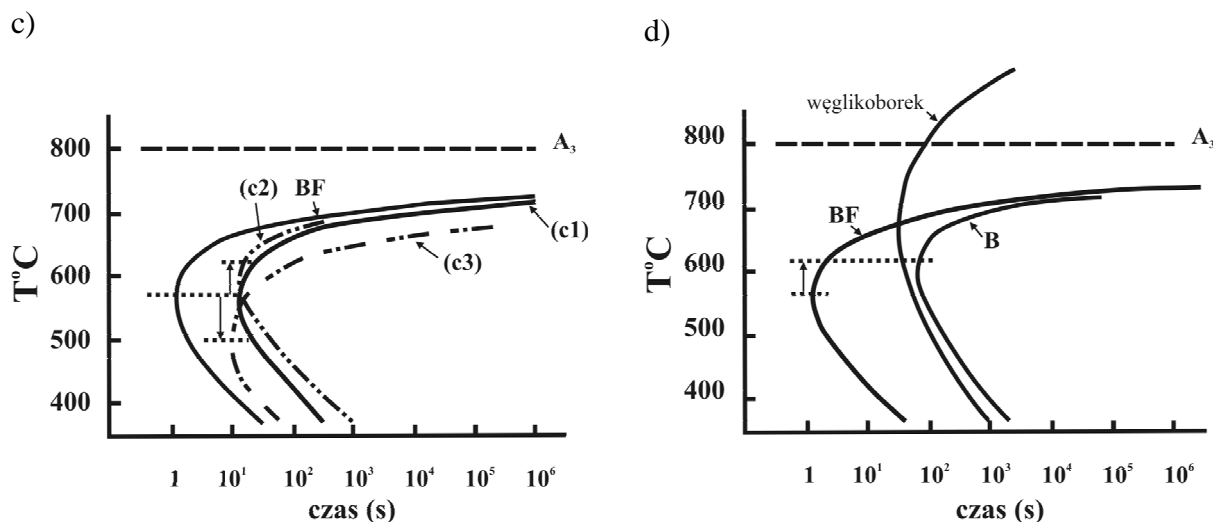 c)
800
700
600
500
400
T°C
(c2)
BF
A₃
(c1)
(c3)
1 10¹ 10² 10³ 10⁴ 10⁵ 10⁶
czas (s)
d)
800
700
600
500
400
T°C
węglikoborek
A₃
BF
B
1 10¹ 10² 10³ 10⁴ 10⁵ 10⁶
czas (s)